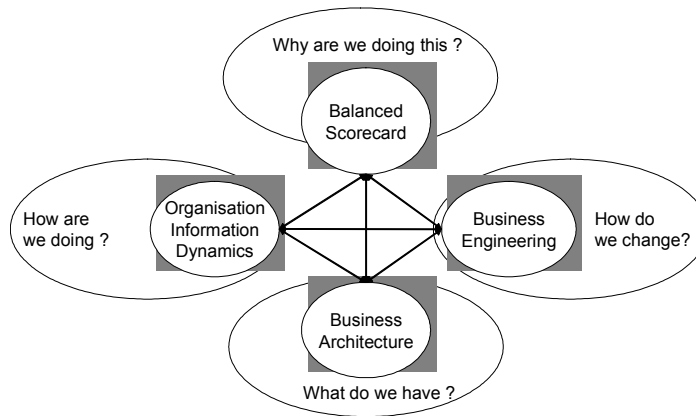 Why are we doing this ?
Balanced
Scorecard
How are
we doing ?
Organisation
Information
Dynamics
Business
Engineering
How do
we change?
Business
Architecture
What do we have ?